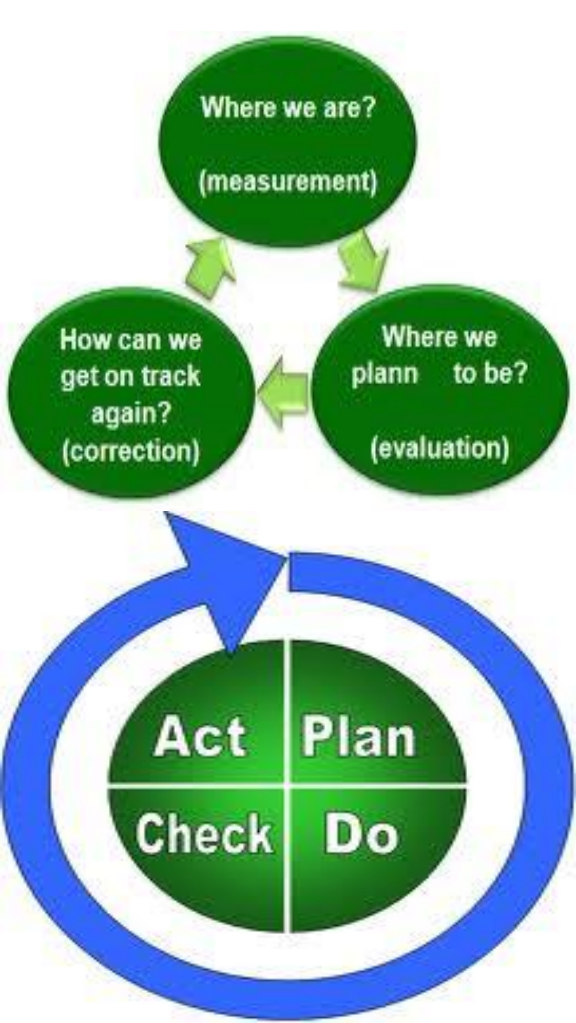 Where we are?
(measurement)
Where we
plann to be?
(evaluation)
How can we
get on track
again?
(correction)
Act Plan
Check Do